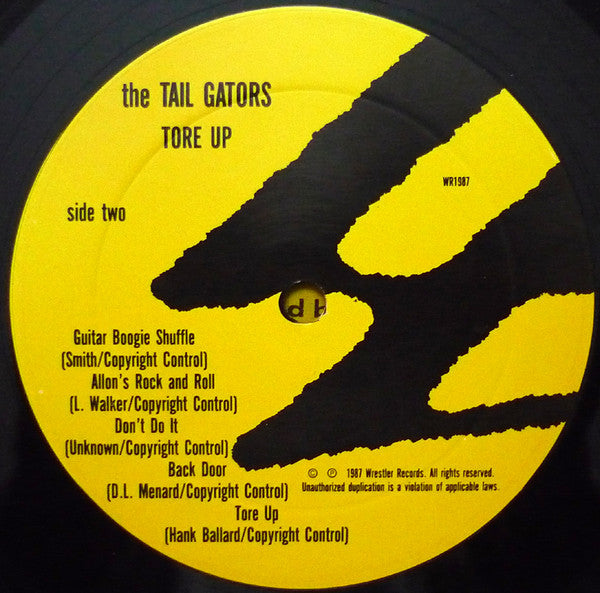 the TAIL GATORS
TORE UP
WR1987
side two
Guitar Boogie Shuffle
(Smith/Copyright Control)
Allon's Rock and Roll
(L. Walker/Copyright Control)
Don't Do It
(Unknown/Copyright Control)
Back Door
(D.L. Menard/Copyright Control)
Tore Up
(Hank Ballard/Copyright Control)
© ℗ 1987 Wrestler Records. All rights reserved.
Unauthorized duplication is a violation of applicable laws.